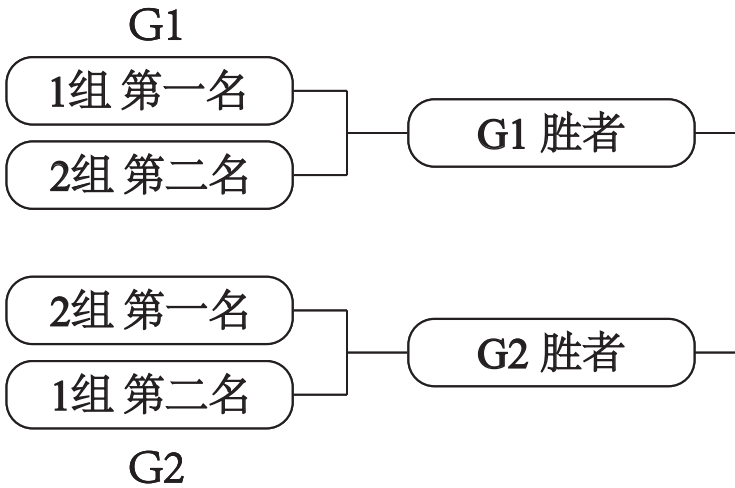 G1
1组 第一名
2组 第二名
G1 胜者
2组 第一名
1组 第二名
G2 胜者
G2